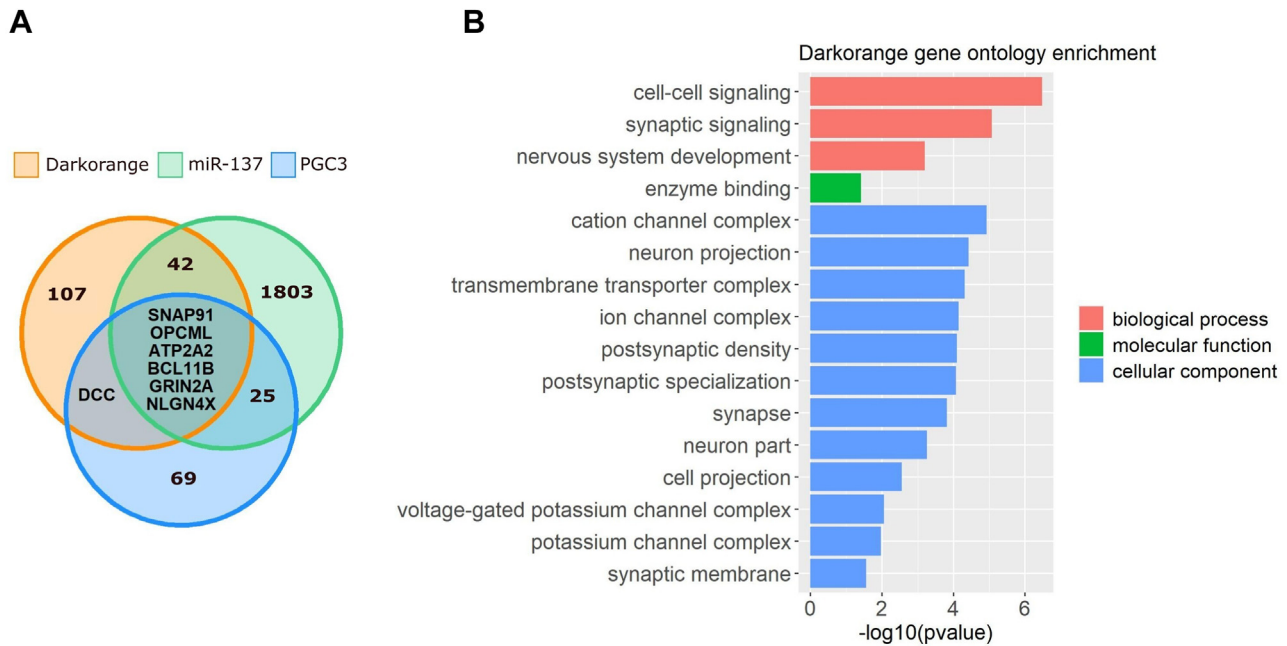 A
Darkorange miR-137 PGC3
42
107
1803
SNAP91
OPCML
ATP2A2
BCL11B
GRIN2A
NLGN4X
DCC
25
69
B
Darkorange gene ontology enrichment
cell-cell signaling
synaptic signaling
nervous system development
enzyme binding
cation channel complex
neuron projection
transmembrane transporter complex
ion channel complex
postsynaptic density
postsynaptic specialization
synapse
neuron part
cell projection
voltage-gated potassium channel complex
potassium channel complex
synaptic membrane
0 2 4 6
-log10(pvalue)
biological process
molecular function
cellular component